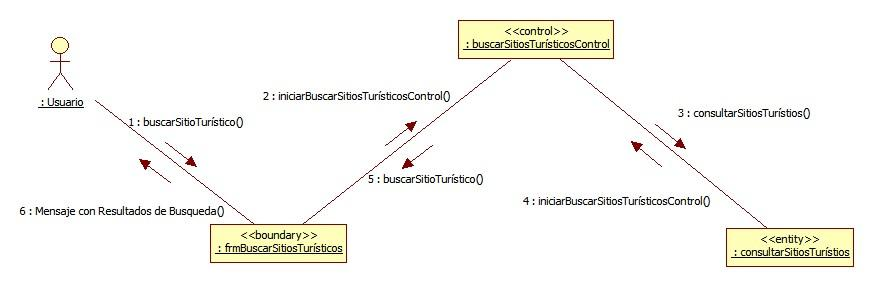 <<control>>
: buscarSitiosTurísticosControl
: Usuario
1 : buscarSitioTurístico()
2 : iniciarBuscarSitiosTurísticosControl()
3 : consultarSitiosTurístios()
4 : iniciarBuscarSitiosTurísticosControl()
5 : buscarSitioTurístico()
6 : Mensaje con Resultados de Busqueda()
<<boundary>>
: frmBuscarSitiosTurísticos
<<entity>>
: consultarSitiosTurístios